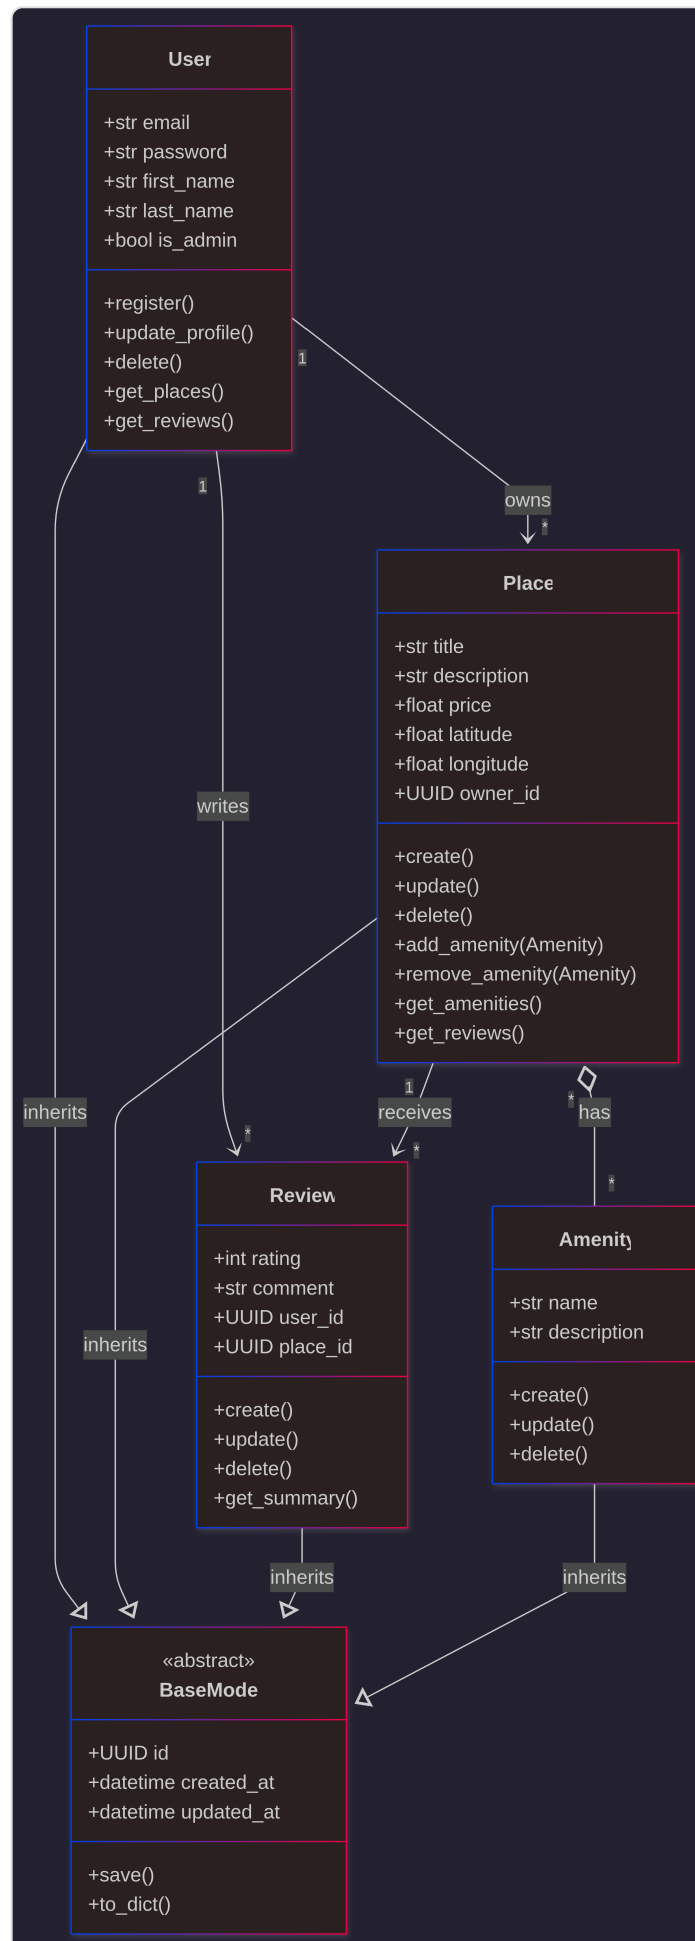 User
+str email
+str password
+str first_name
+str last_name
+bool is_admin
+register()
+update_profile()
+delete()
+get_places()
+get_reviews()
1
1
owns
*
Place
+str title
+str description
+float price
+float latitude
+float longitude
+UUID owner_id
writes
+create()
+update()
+delete()
+add_amenity(Amenity)
+remove_amenity(Amenity)
+get_amenities()
+get_reviews()
1
*
inherits
receives
has
*
*
*
Review
+int rating
+str comment
+UUID user_id
+UUID place_id
+create()
+update()
+delete()
+get_summary()
Amenity
+str name
+str description
+create()
+update()
+delete()
inherits
inherits
inherits
«abstract»
BaseMode
+UUID id
+datetime created_at
+datetime updated_at
+save()
+to_dict()